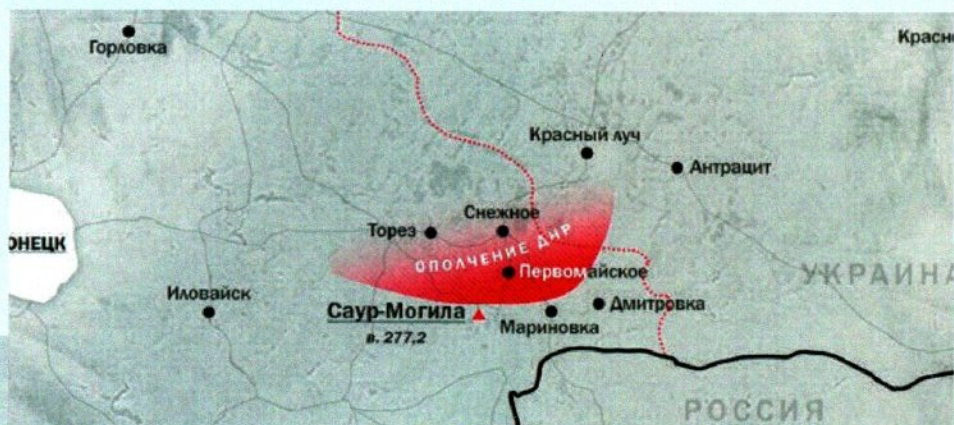 Горловка
Красно
Красный луч
Антрацит
Снежное
Торез
ОНЕЦК
ОПОЛЧЕНИЕ ДНР
Первомайское
УКРАИНА
Иловайск
Саур-Могила
в. 277,2
Мариновка
Дмитровка
РОССИЯ